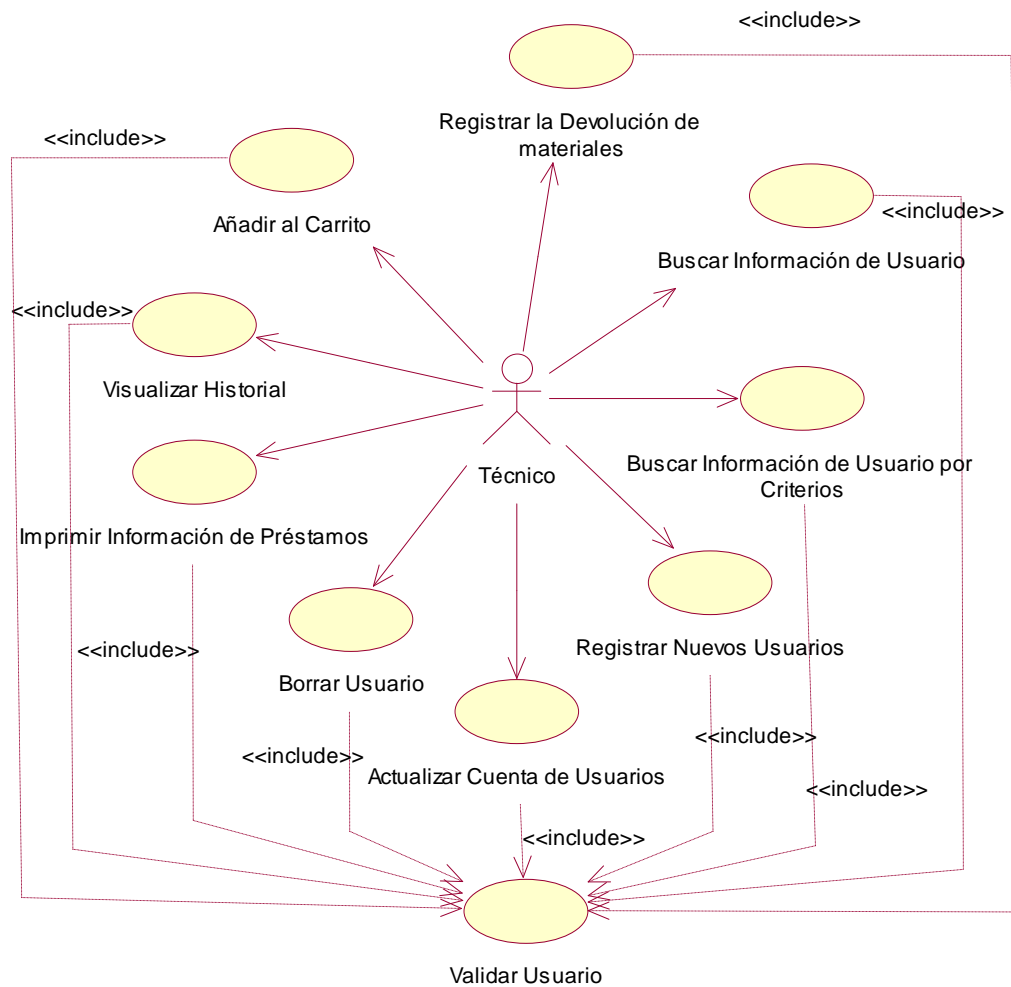 <<include>>
Registrar la Devolución de
materiales
<<include>>
Añadir al Carrito
<<include>>
Buscar Información de Usuario
<<include>>
Visualizar Historial
Técnico
Buscar Información de Usuario por
Criterios
Imprimir Información de Préstamos
<<include>>
Borrar Usuario
Registrar Nuevos Usuarios
<<include>>
<<include>>
Actualizar Cuenta de Usuarios
<<include>>
<<include>>
Validar Usuario